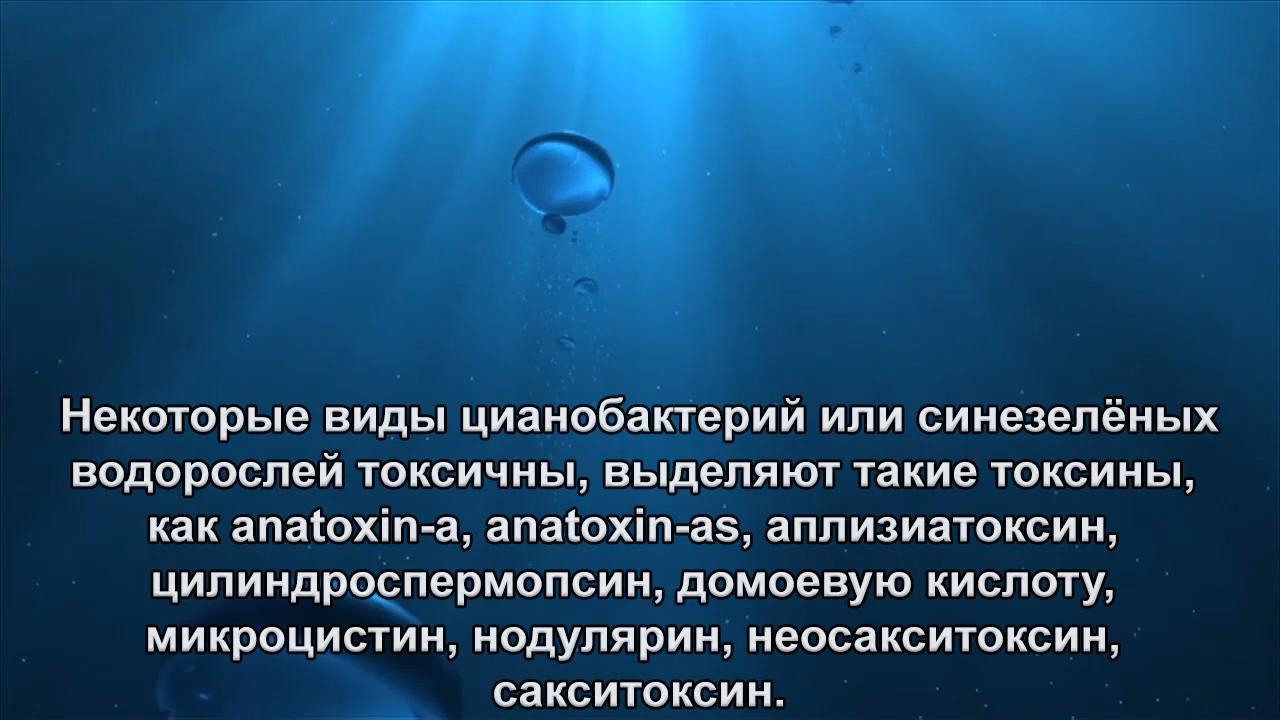 Некоторые виды цианобактерий или синезелёных
водорослей токсичны, выделяют такие токсины,
как anatoxin-a, anatoxin-as, аплизиатоксин,
цилиндроспермопсин, домоевую кислоту,
микроцистин, нодулярин, неосакситоксин,
сакситоксин.